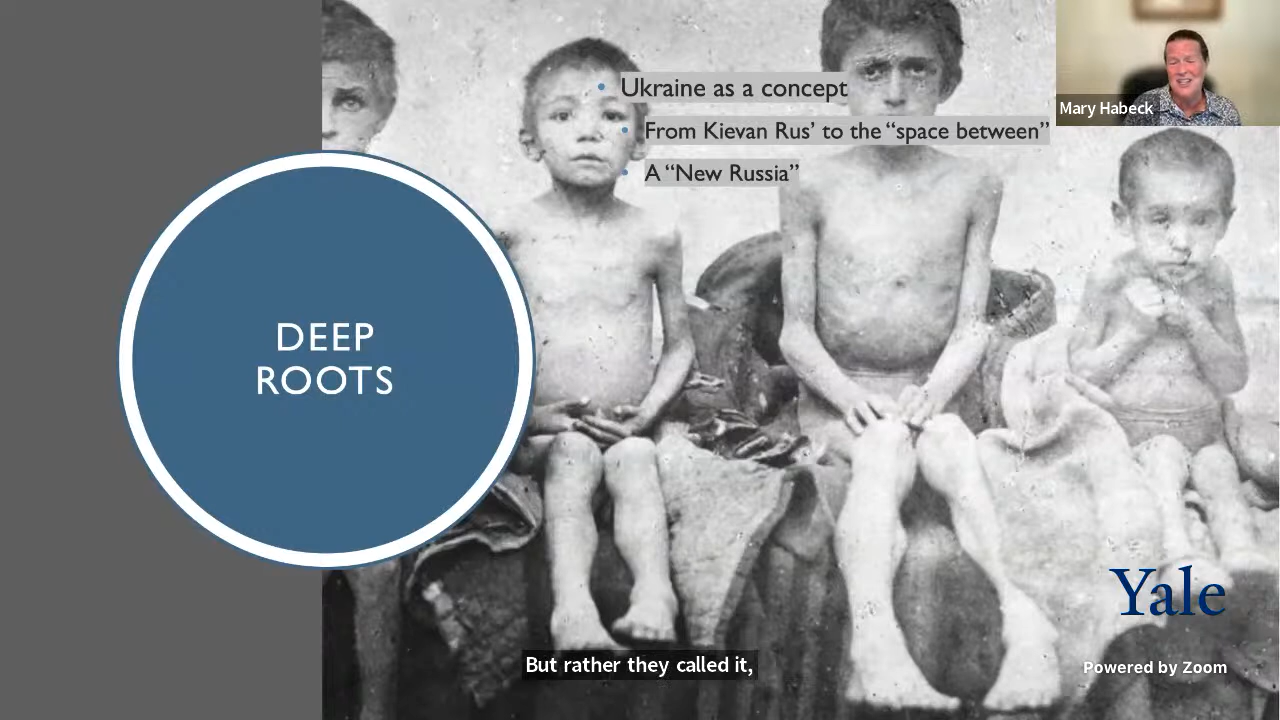 Ukraine as a concept
From Kievan Rus’ to the “space between”
A “New Russia”
Mary Habeck
DEEP
ROOTS
Yale
But rather they called it,
Powered by Zoom